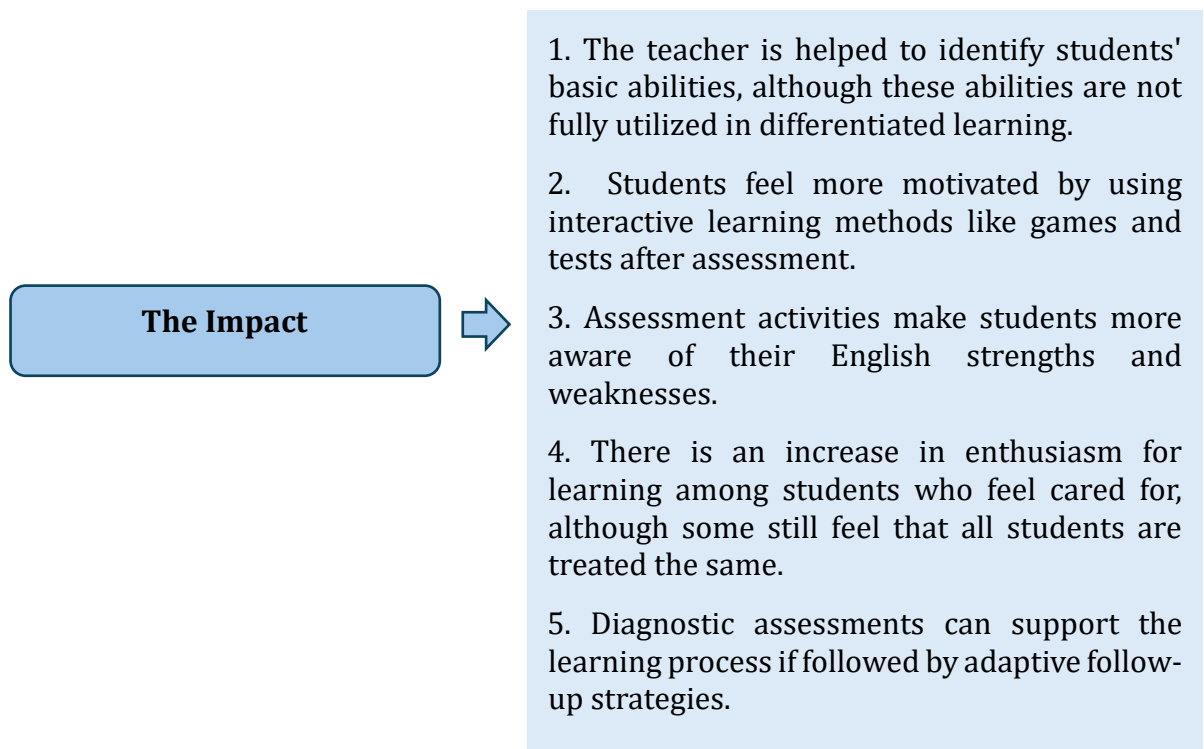 The Impact
1. The teacher is helped to identify students'
basic abilities, although these abilities are not
fully utilized in differentiated learning.
2. Students feel more motivated by using
interactive learning methods like games and
tests after assessment.
3. Assessment activities make students more
aware of their English strengths and
weaknesses.
4. There is an increase in enthusiasm for
learning among students who feel cared for,
although some still feel that all students are
treated the same.
5. Diagnostic assessments can support the
learning process if followed by adaptive follow-
up strategies.